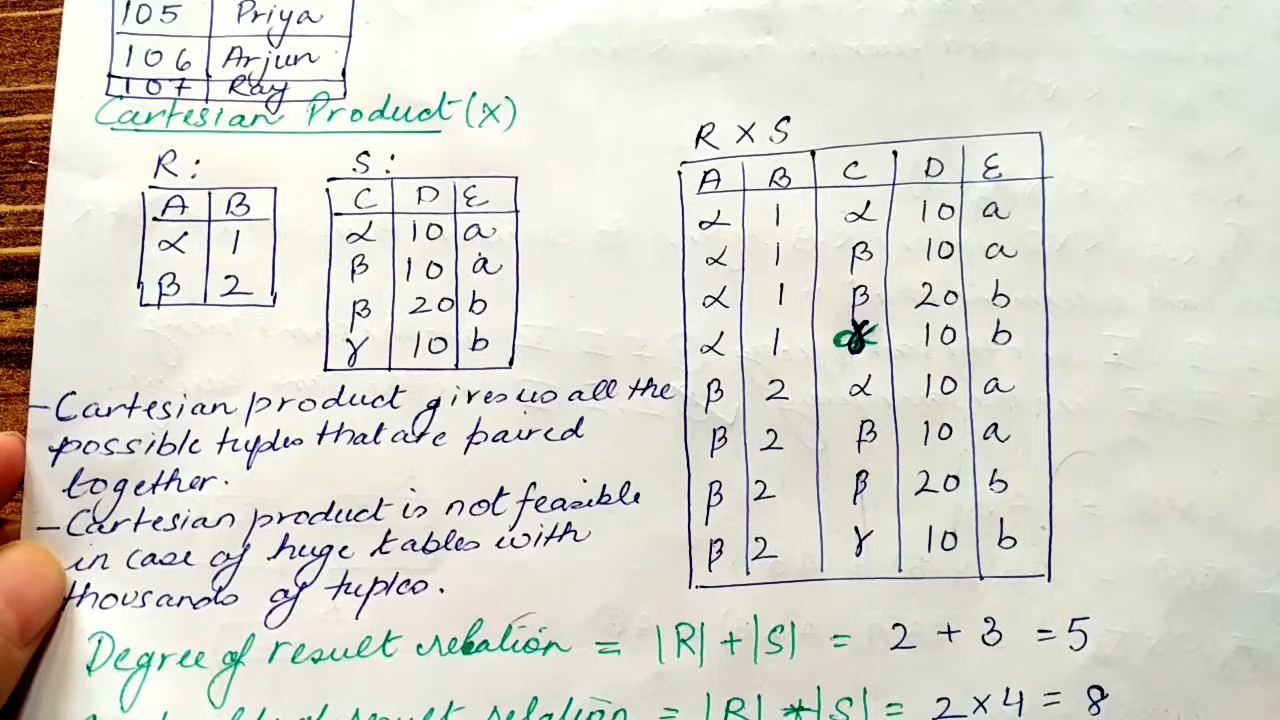 105 Priya
106 Arjun
107 Ray
Cartesian Product (X)
R:
A B
α 1
β 2
S:
C D E
α 10 a
β 10 a
β 20 b
γ 10 b
- Cartesian product gives us all the
possible tuples that are paired
together.
- Cartesian product is not feasible
in case of huge tables with
thousands of tuples.
R X S
A B C D E
α 1 α 10 a
α 1 β 10 a
α 1 β 20 b
α 1 γ 10 b
β 2 α 10 a
β 2 β 10 a
β 2 β 20 b
β 2 γ 10 b
Degree of result relation = |R| + |S| = 2 + 3 = 5
of result relation = |R| * |S| = 2 x 4 = 8